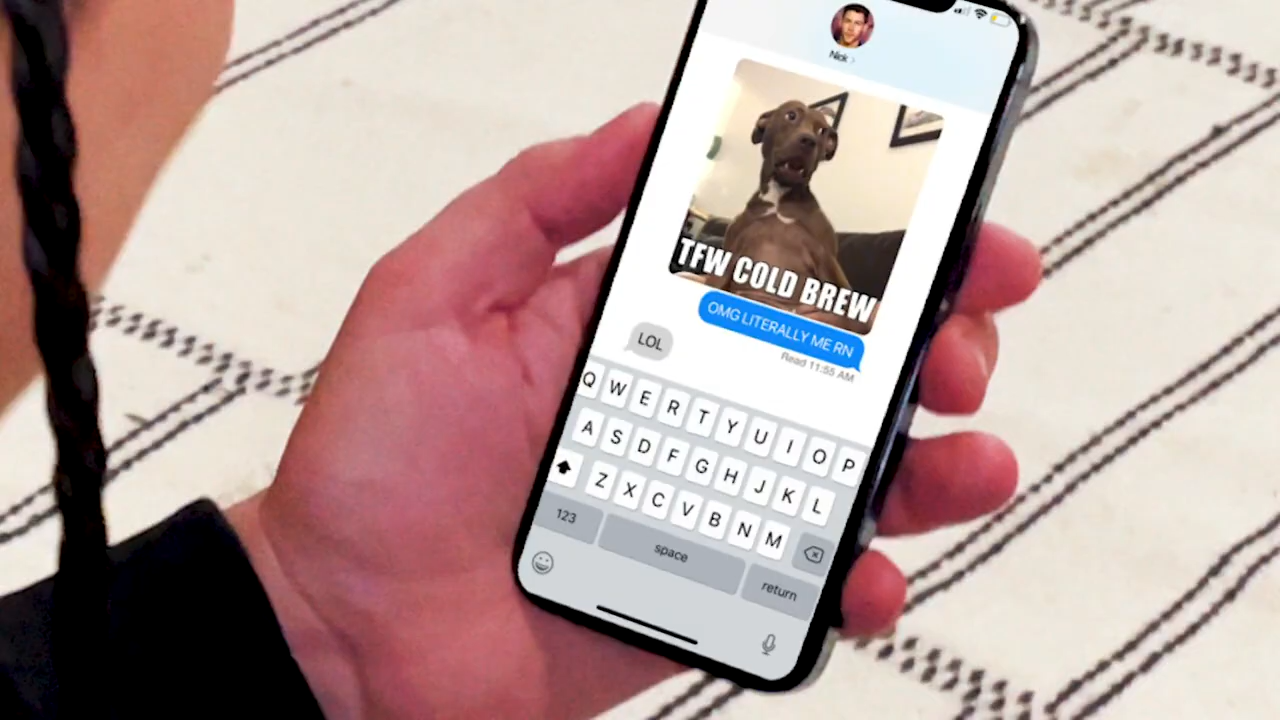 Nick
TFW COLD BREW
OMG LITERALLY ME RN
Read 11:55 AM
LOL
Q W E R T Y U I O P
A S D F G H J K L
Z X C V B N M
123 space return